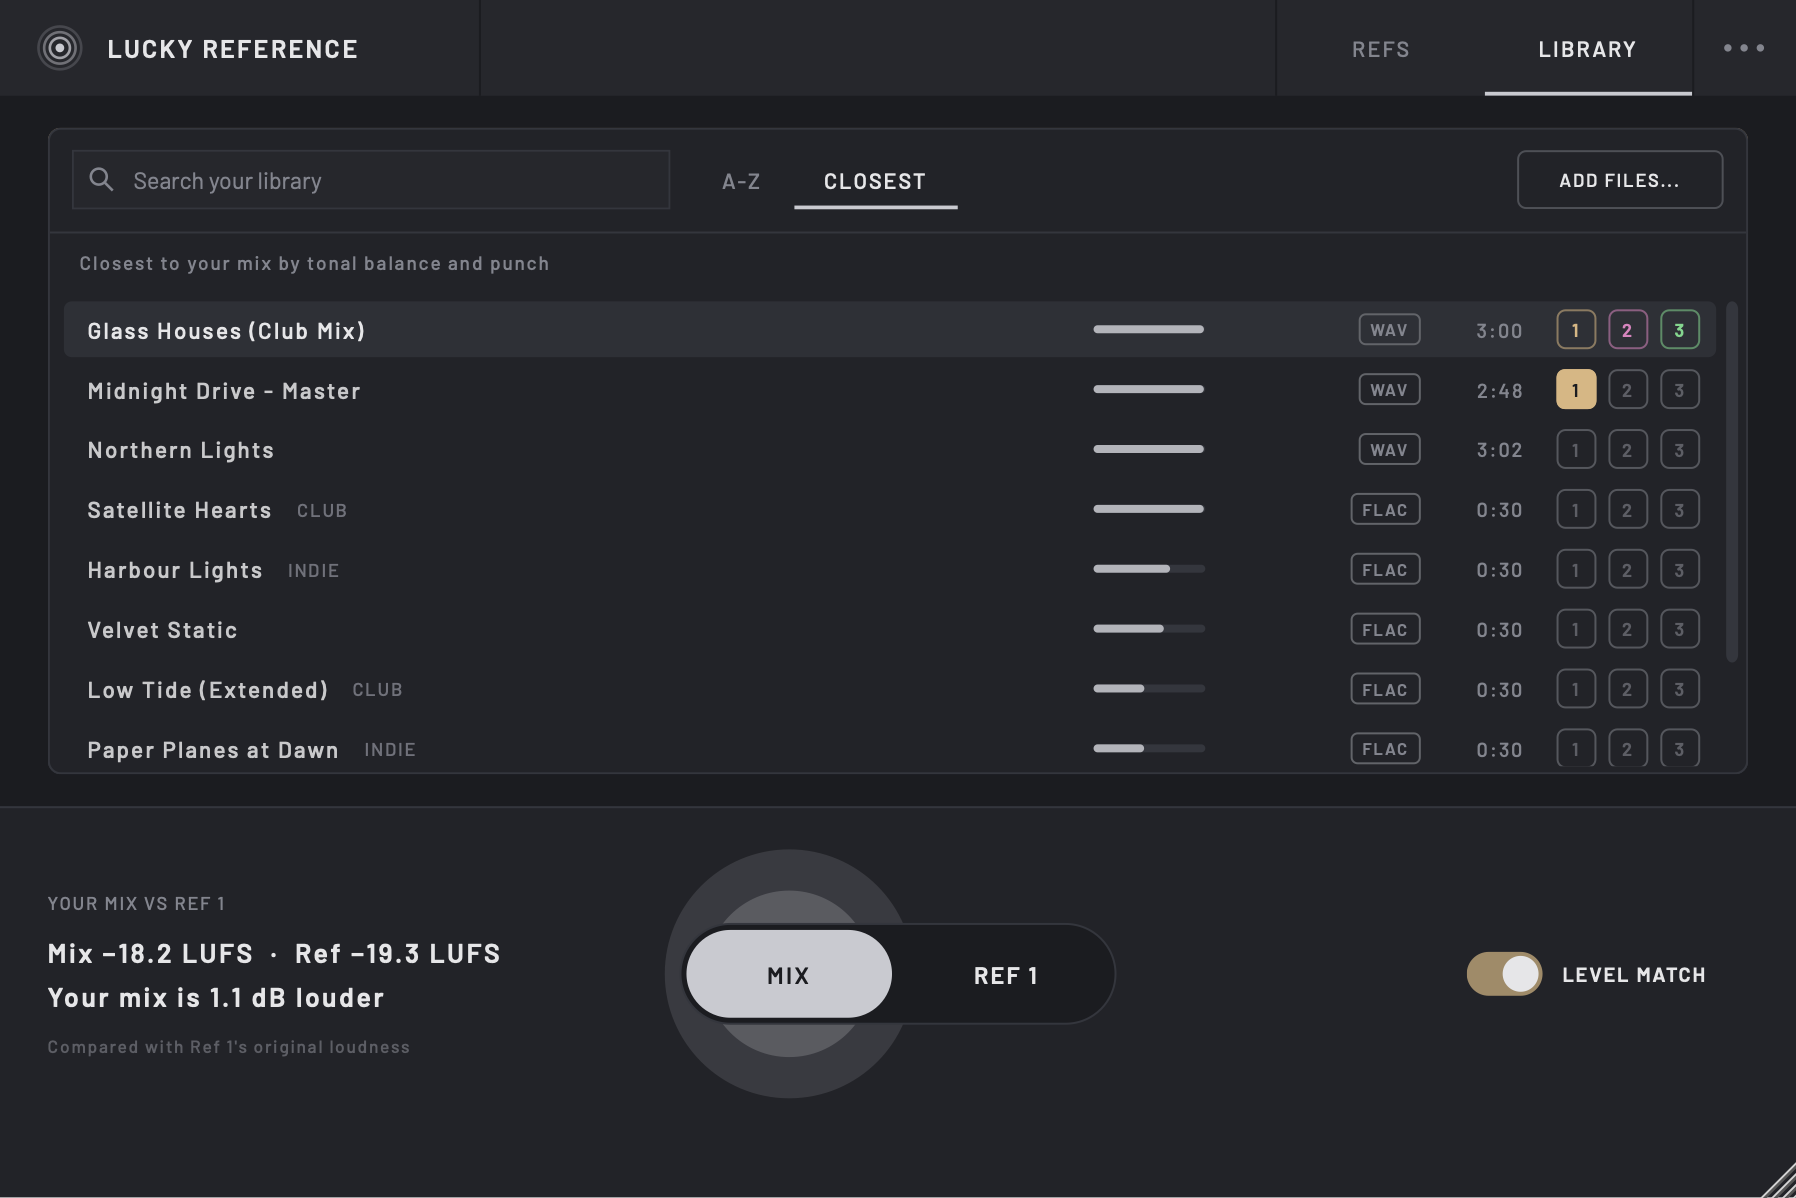 LUCKY REFERENCE
REFS
LIBRARY
Search your library
A-Z
CLOSEST
ADD FILES...
Closest to your mix by tonal balance and punch
Glass Houses (Club Mix) WAV 3:00 1 2 3
Midnight Drive - Master WAV 2:48 1 2 3
Northern Lights WAV 3:02 1 2 3
Satellite Hearts CLUB FLAC 0:30 1 2 3
Harbour Lights INDIE FLAC 0:30 1 2 3
Velvet Static FLAC 0:30 1 2 3
Low Tide (Extended) CLUB FLAC 0:30 1 2 3
Paper Planes at Dawn INDIE FLAC 0:30 1 2 3
YOUR MIX VS REF 1
Mix −18.2 LUFS · Ref −19.3 LUFS
Your mix is 1.1 dB louder
Compared with Ref 1's original loudness
MIX
REF 1
LEVEL MATCH